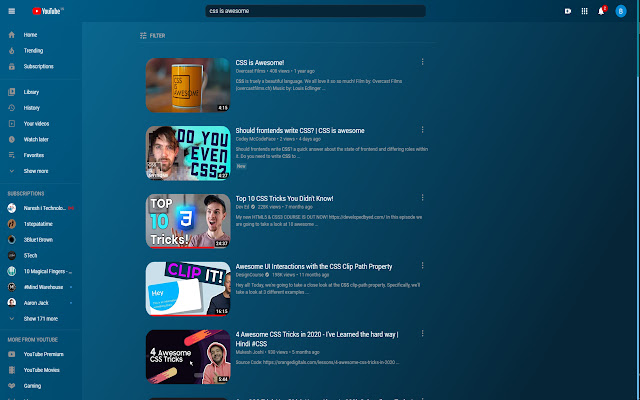 YouTube
css is awesome
2
B
Home
Trending
Subscriptions
Library
History
Your videos
Watch later
Favorites
Show more
SUBSCRIPTIONS
Naresh i Technolo...
1stepatatime
3Blue1Brown
5Tech
10 Magical Fingers - ...
#Mind Warehouse
Aaron Jack
Show 171 more
MORE FROM YOUTUBE
YouTube Premium
YouTube Movies
Gaming
FILTER
CSS
IS
AWESOME
4:15
CSS is Awesome!
Overcast Films • 408 views • 1 year ago
CSS is truely a beautiful language. We all love it so so much! Film by: Overcast Films
(overcastfilms.ch) Music by: Louis Edlinger ...
DO YOU
EVEN
CSS?
4:27
Should frontends write CSS? | CSS is awesome
Codey McCodeFace • 2 views • 4 days ago
Should frontends write CSS? a quick answer about the state of frontend and differing roles within
it. Do you need to write CSS to ...
New
TOP
10
Tricks!
24:37
Top 10 CSS Tricks You Didn't Know!
Dev Ed • 228K views • 7 months ago
My new HTML5 & CSS3 COURSE IS OUT NOW! https://developedbyed.com/ In this episode we
are going to take a look at 10 awesome ...
CLIP IT!
Hey
16:15
Awesome UI Interactions with the CSS Clip Path Property
DesignCourse • 198K views • 11 months ago
Hey all! Today, we're going to take a close look at the CSS clip-path property. Specifically, we'll
take a look at 3 different examples ...
4 Awesome
CSS Tricks
5:44
4 Awesome CSS Tricks in 2020 - I've Learned the hard way |
Hindi #CSS
Mukesh Joshi • 930 views • 5 months ago
Source Code: https://orangedigitals.com/lessons/4-awesome-css-tricks-in-2020 ...